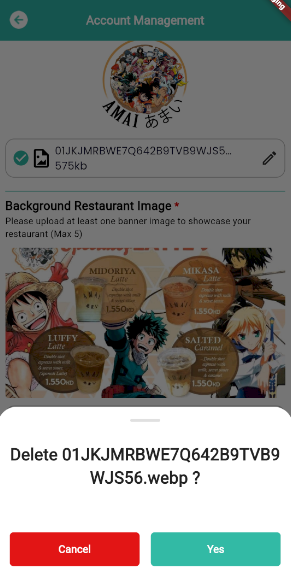 Account Management
AMAI あまい
01JKJMRBWE7Q642B9TVB9WJS5...
575kb
Background Restaurant Image *
Please upload at least one banner image to showcase your
restaurant (Max 5)
MIDORIYA
Latte
1.550KD
MIKASA
Latte
1.550KD
LUFFY
Latte
1.550KD
SALTED
Caramel
1.550KD
Delete 01JKJMRBWE7Q642B9TVB9
WJS56.webp ?
Cancel
Yes